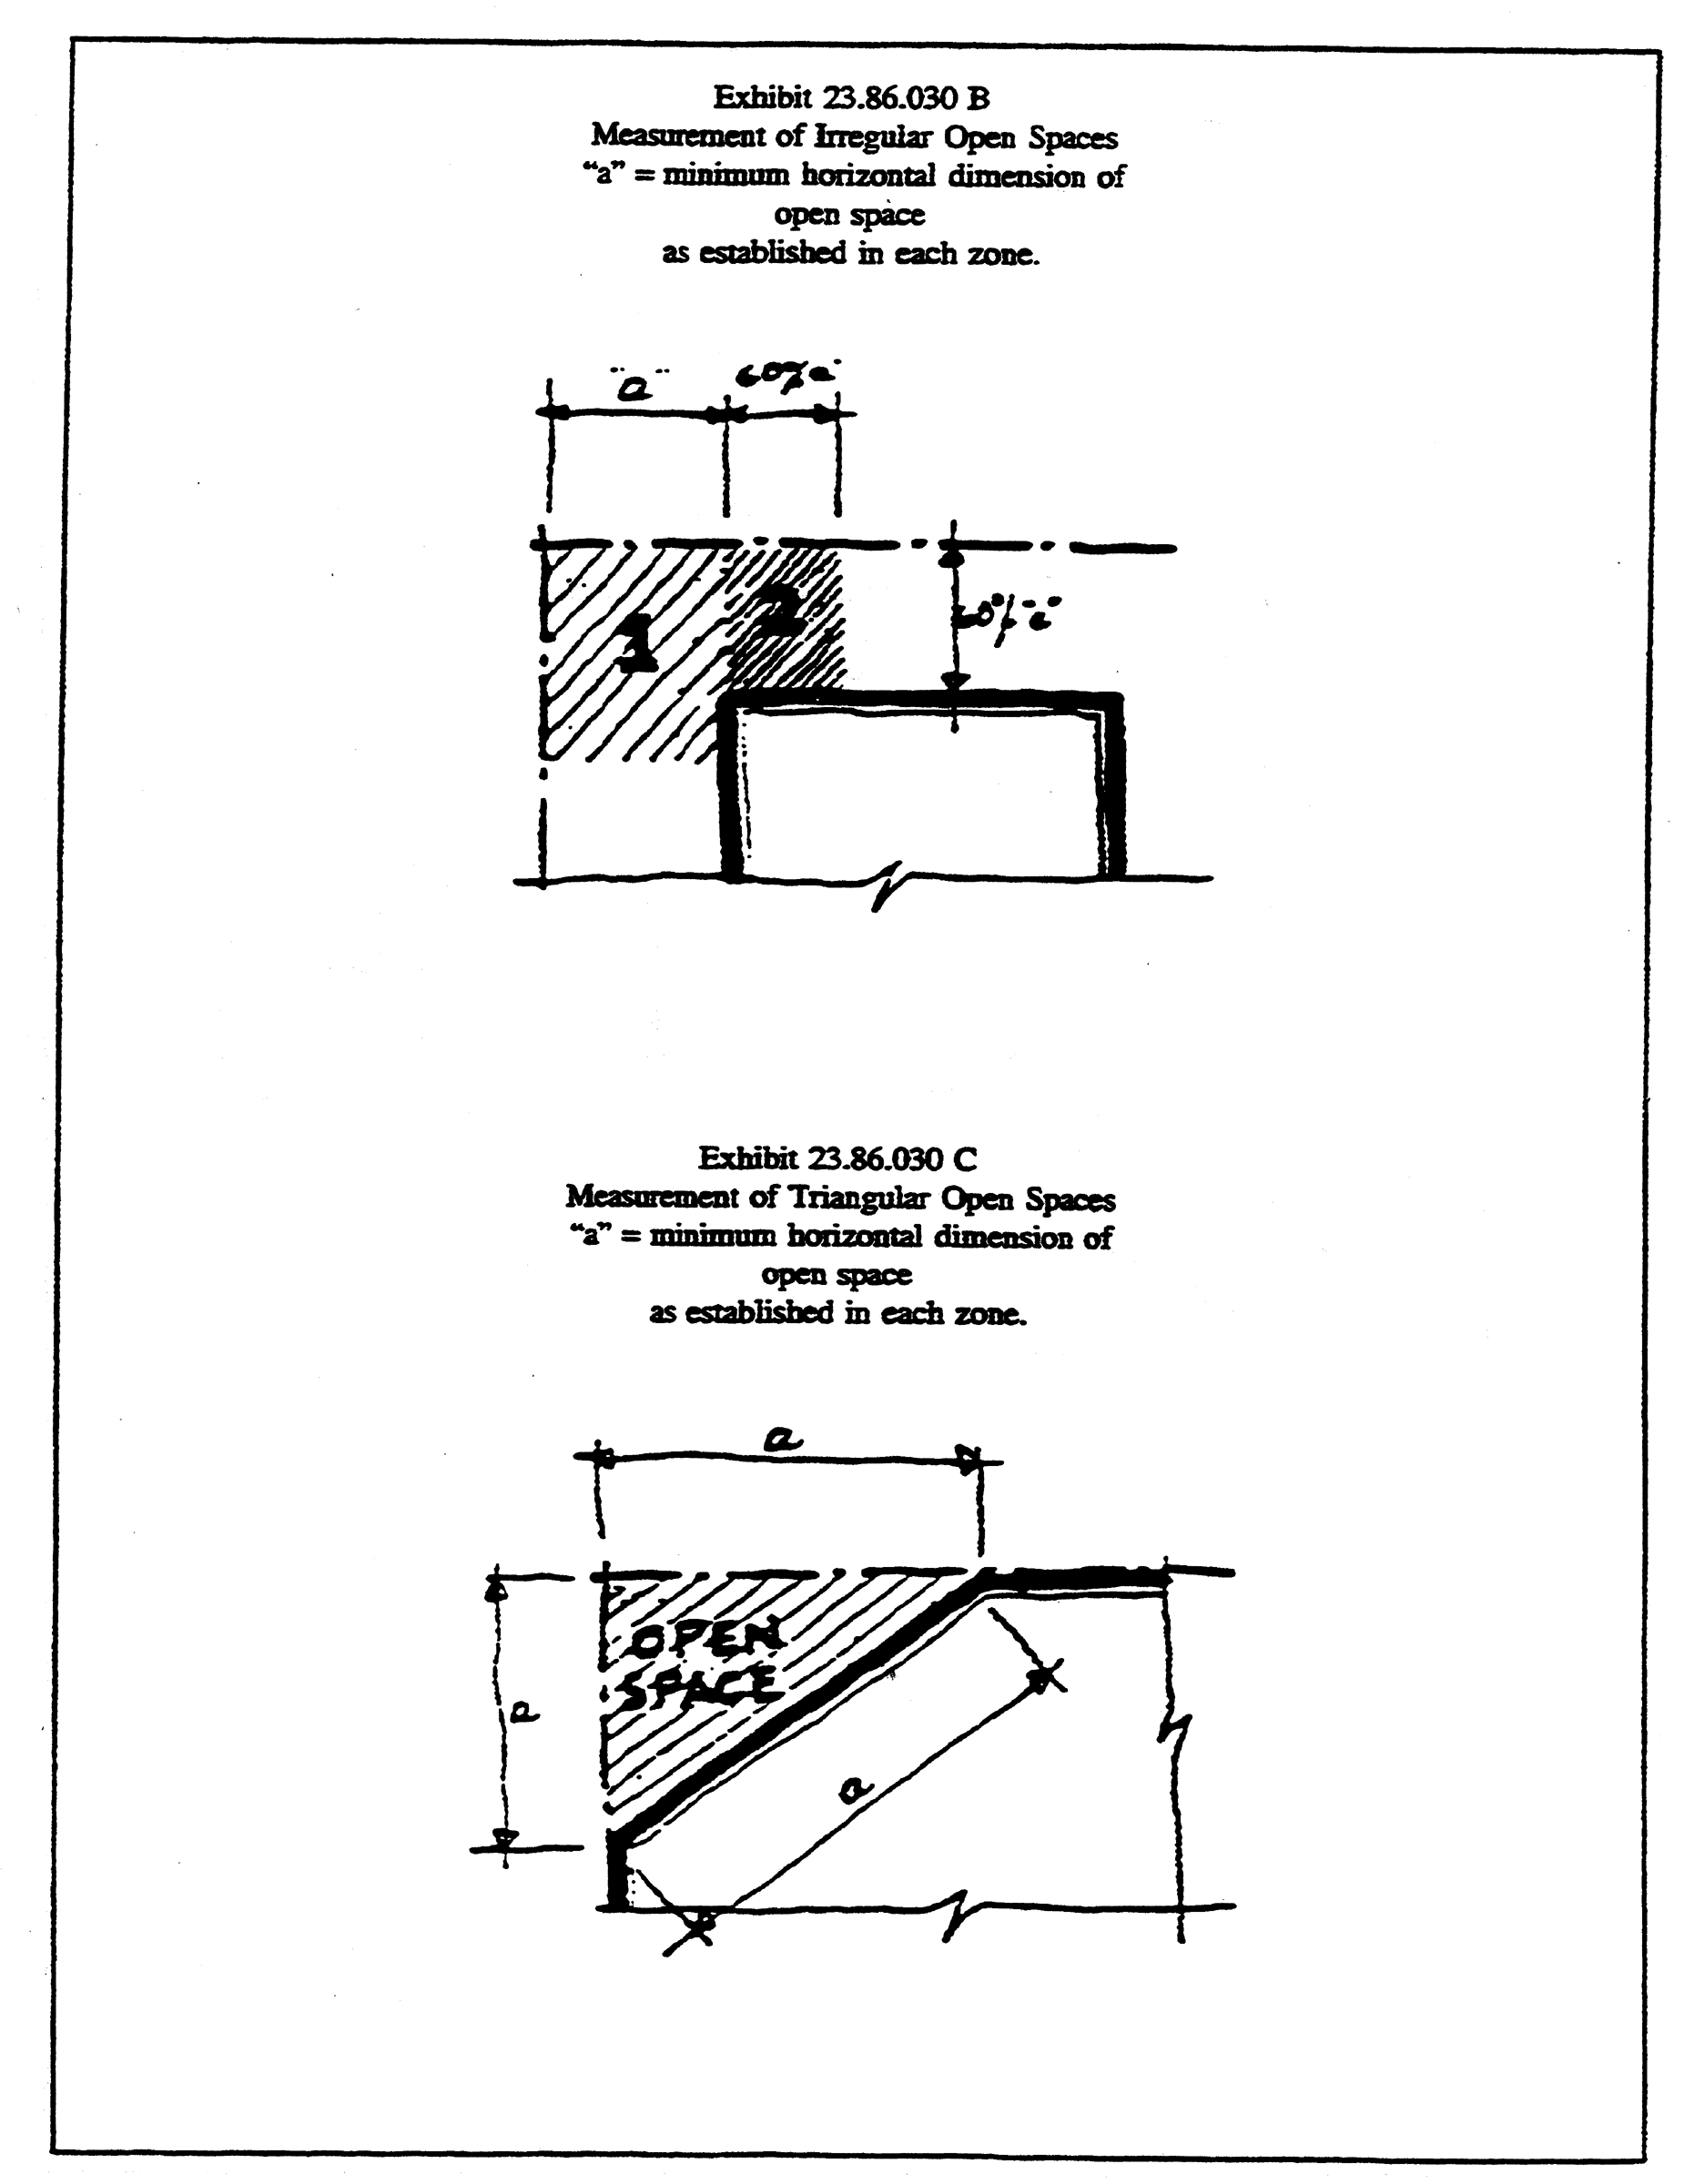 Exhibit 23.86.030 B
Measurement of Irregular Open Spaces
“a” = minimum horizontal dimension of
open space
as established in each zone.
"a"
60% a
1
2
Exhibit 23.86.030 C
Measurement of Triangular Open Spaces
“a” = minimum horizontal dimension of
open space
as established in each zone.
a
OPEN
SPACE
a
a